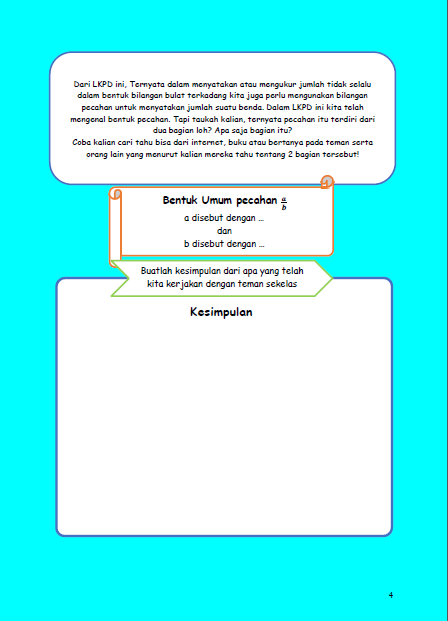 Dari LKPD ini, Ternyata dalam menyatakan atau mengukur jumlah tidak selalu
dalam bentuk bilangan bulat terkadang kita juga perlu mengunakan bilangan
pecahan untuk menyatakan jumlah suatu benda. Dalam LKPD ini kita telah
mengenal bentuk pecahan. Tapi taukah kalian, ternyata pecahan itu terdiri dari
dua bagian loh? Apa saja bagian itu?
Coba kalian cari tahu bisa dari internet, buku atau bertanya pada teman serta
orang lain yang menurut kalian mereka tahu tentang 2 bagian tersebut!
Bentuk Umum pecahan a/b
a disebut dengan ...
dan
b disebut dengan ...
Buatlah kesimpulan dari apa yang telah
kita kerjakan dengan teman sekelas
Kesimpulan
4